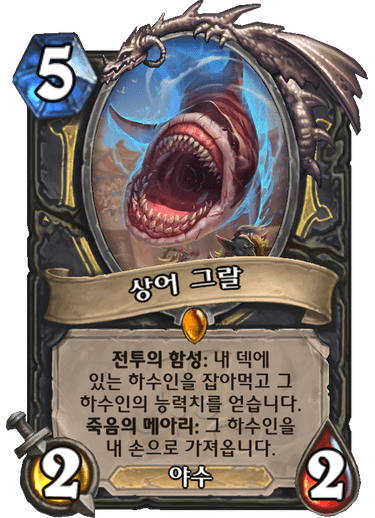 5
상어 그랄
전투의 함성: 내 덱에
있는 하수인을 잡아먹고 그
하수인의 능력치를 얻습니다.
죽음의 메아리: 그 하수인을
내 손으로 가져옵니다.
2
야수
2